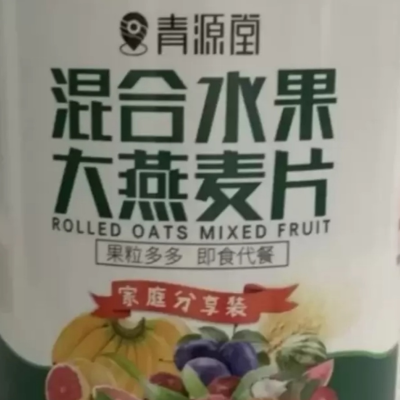 青源堂
混合水果
大燕麦片
ROLLED OATS MIXED FRUIT
果粒多多 即食代餐
家庭分享装